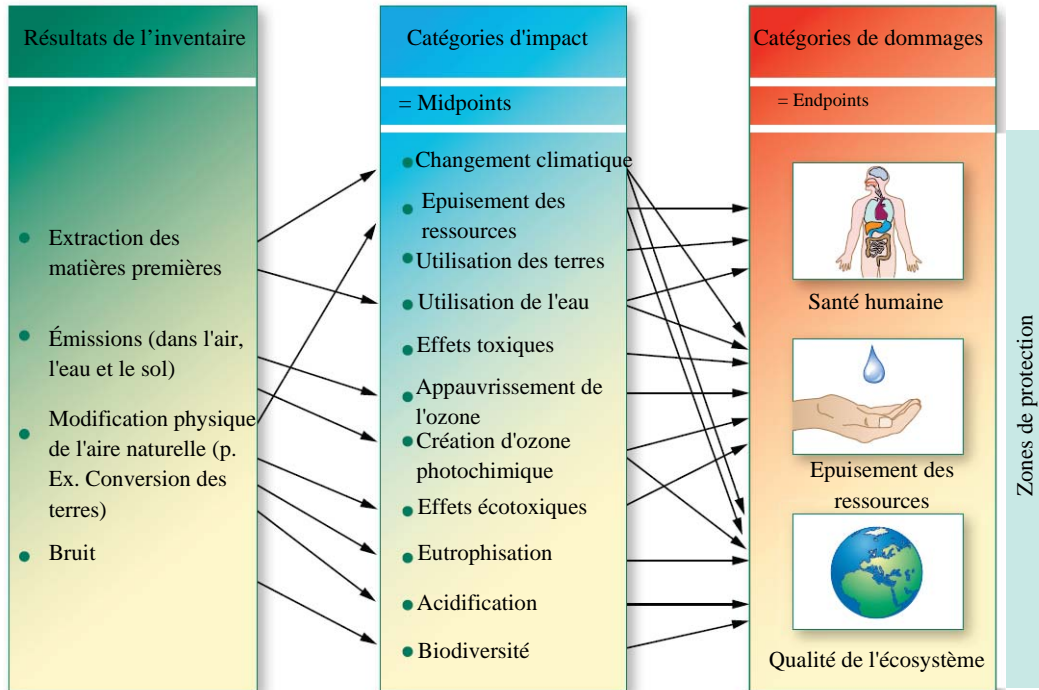 Résultats de l’inventaire
Extraction des
matières premières
Émissions (dans l'air,
l'eau et le sol)
Modification physique
de l'aire naturelle (p.
Ex. Conversion des
terres)
Bruit
Catégories d'impact
= Midpoints
Changement climatique
Epuisement des
ressources
Utilisation des terres
Utilisation de l'eau
Effets toxiques
Appauvrissement de
l'ozone
Création d'ozone
photochimique
Effets écotoxiques
Eutrophisation
Acidification
Biodiversité
Catégories de dommages
= Endpoints
Santé humaine
Epuisement des
ressources
Qualité de l'écosystème
Zones de protection